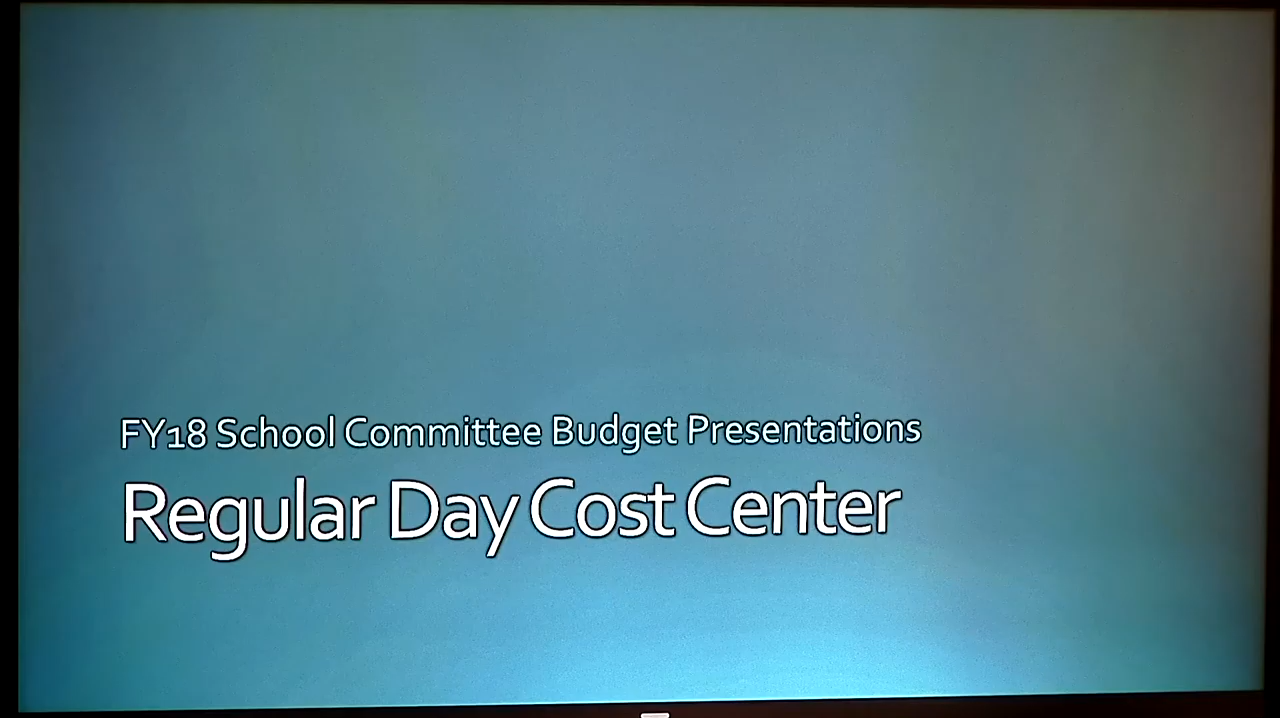 FY18 School Committee Budget Presentations
Regular Day Cost Center